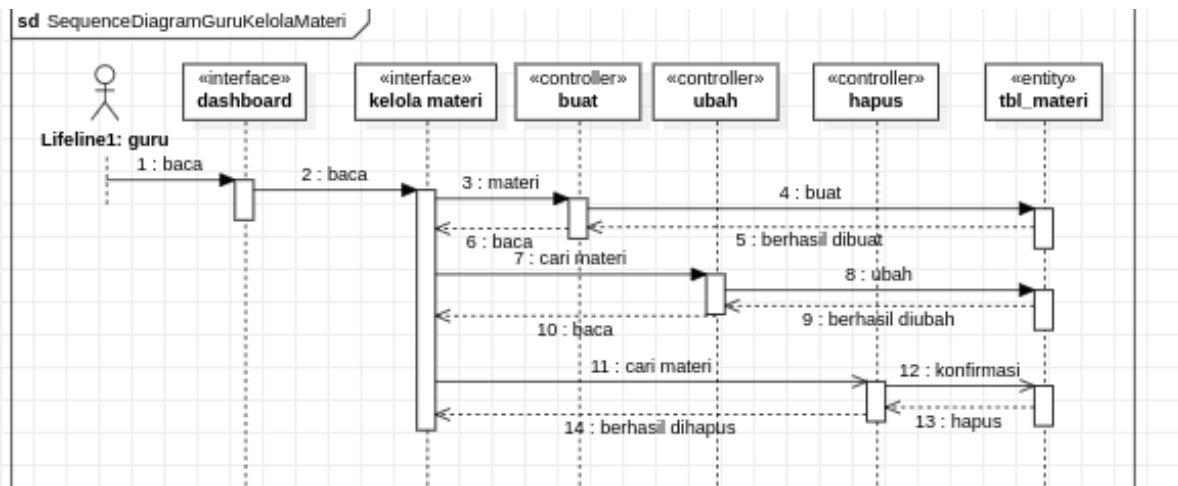 sd SequenceDiagramGuruKelolaMateri
«interface»
dashboard
«interface»
kelola materi
«controller»
buat
«controller»
ubah
«controller»
hapus
«entity»
tbl_materi
Lifeline1: guru
1 : baca
2 : baca
3 : materi
4 : buat
5 : berhasil dibuat
6 : baca
7 : cari materi
8 : ubah
9 : berhasil diubah
10 : baca
11 : cari materi
12 : konfirmasi
13 : hapus
14 : berhasil dihapus